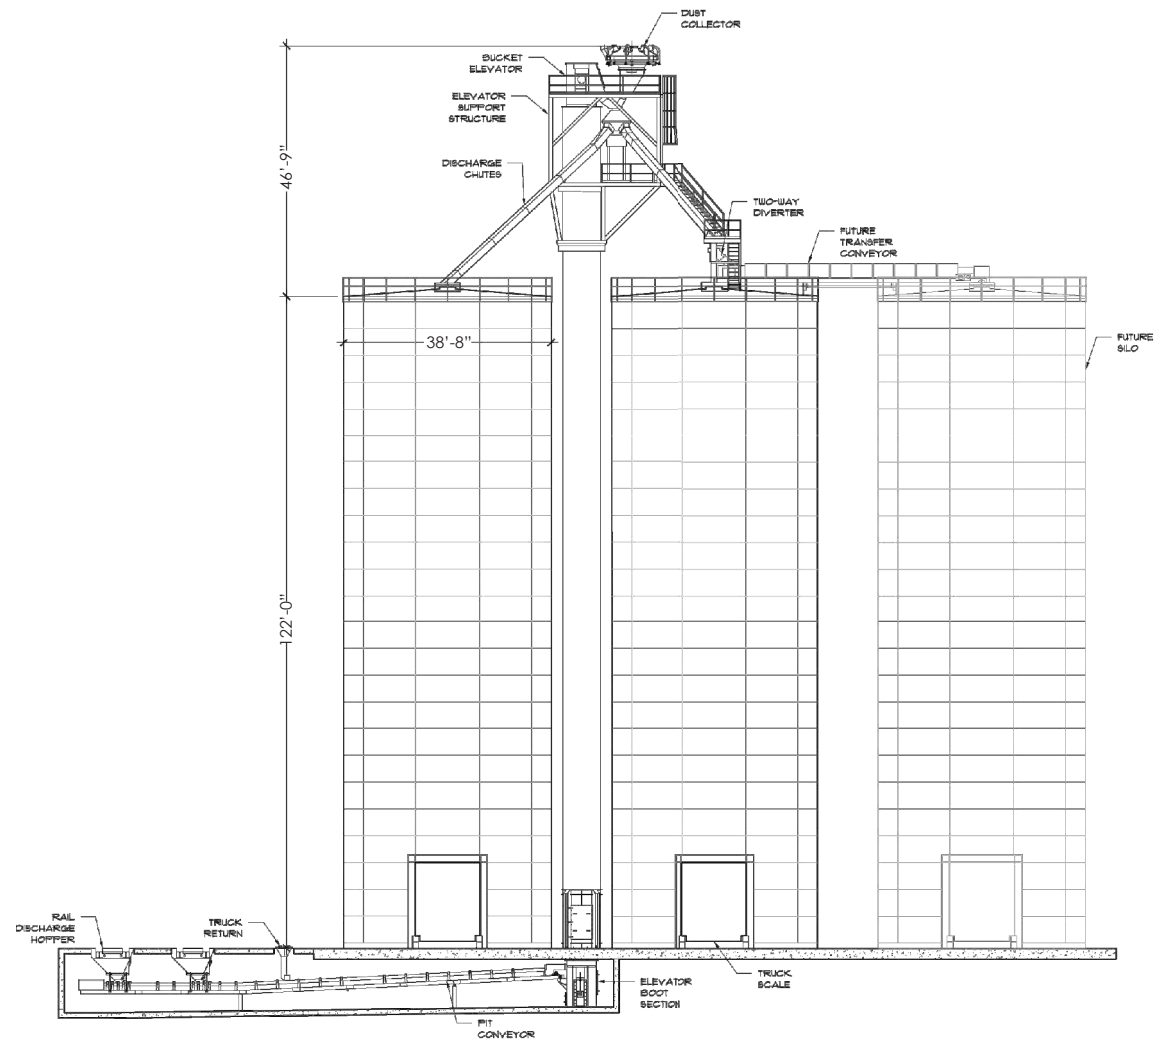 DUST
COLLECTOR
BUCKET
ELEVATOR
ELEVATOR
SUPPORT
STRUCTURE
46'-9"
DISCHARGE
CHUTES
TWO-WAY
DIVERTER
FUTURE
TRANSFER
CONVEYOR
38'-8"
FUTURE
SILO
122'-0"
RAIL
DISCHARGE
HOPPER
TRUCK
RETURN
TRUCK
SCALE
ELEVATOR
BOOT
SECTION
PIT
CONVEYOR